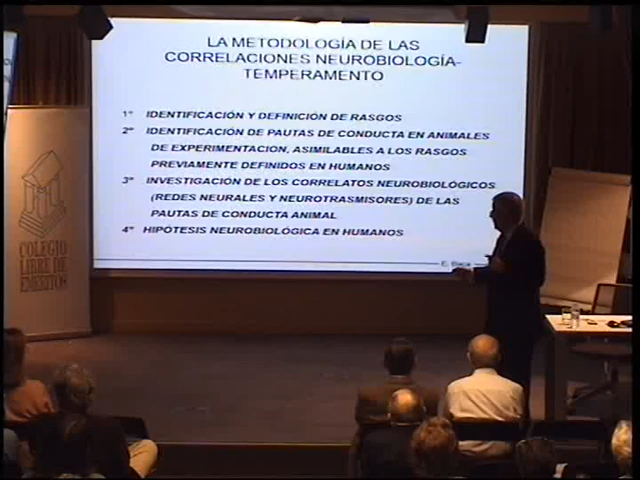 LA METODOLOGÍA DE LAS
CORRELACIONES NEUROBIOLOGÍA-
TEMPERAMENTO
1º IDENTIFICACIÓN Y DEFINICIÓN DE RASGOS
2º IDENTIFICACIÓN DE PAUTAS DE CONDUCTA EN ANIMALES
DE EXPERIMENTACION, ASIMILABLES A LOS RASGOS
PREVIAMENTE DEFINIDOS EN HUMANOS
3º INVESTIGACIÓN DE LOS CORRELATOS NEUROBIOLÓGICOS
(REDES NEURALES Y NEUROTRASMISORES) DE LAS
PAUTAS DE CONDUCTA ANIMAL
4º HIPÓTESIS NEUROBIOLÓGICA EN HUMANOS
E. Baca
COLEGIO
LIBRE DE
EMÉRITOS